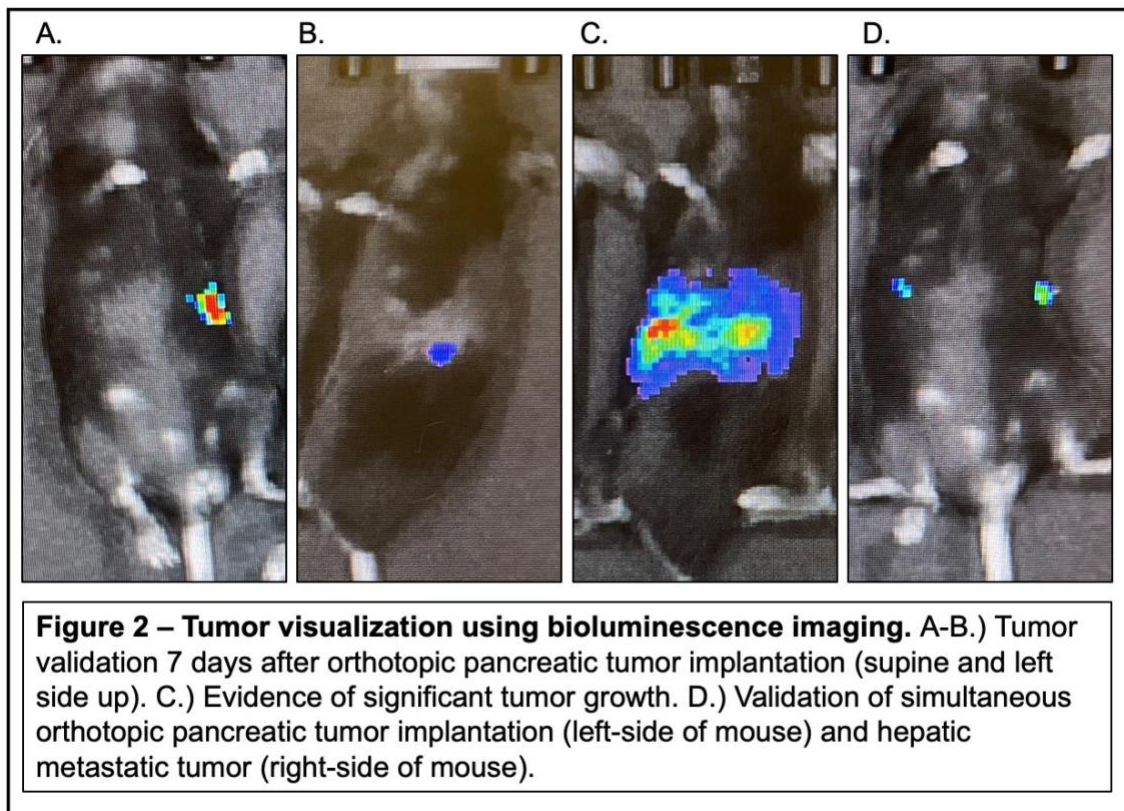 A.
B.
C.
D.
Figure 2 – Tumor visualization using bioluminescence imaging. A-B.) Tumor
validation 7 days after orthotopic pancreatic tumor implantation (supine and left
side up). C.) Evidence of significant tumor growth. D.) Validation of simultaneous
orthotopic pancreatic tumor implantation (left-side of mouse) and hepatic
metastatic tumor (right-side of mouse).